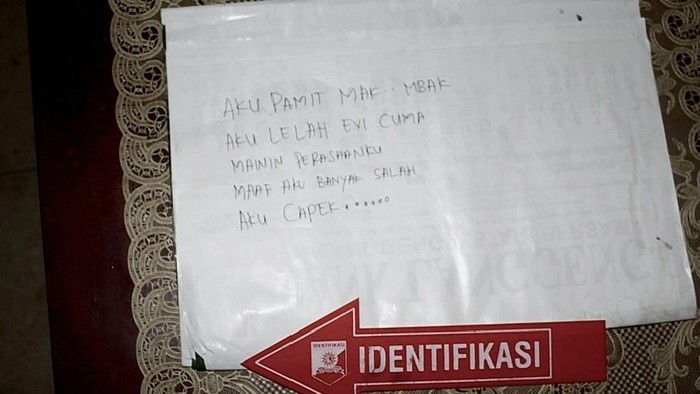 AKU PAMIT MAK.. MBAK
AKU LELAH EVI CUMA
MAININ PERASAANKU
MAAF AKU BANYAK SALAH
AKU CAPEK.......
IDENTIFIKASI